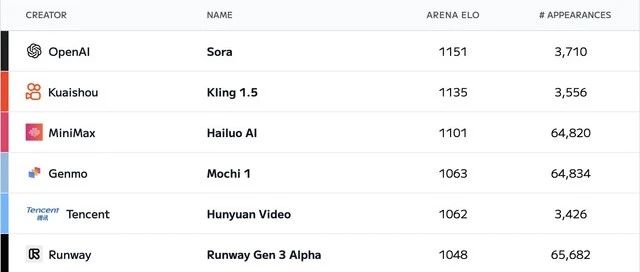 CREATOR NAME ARENA ELO # APPEARANCES
OpenAI Sora 1151 3,710
Kuaishou Kling 1.5 1135 3,556
MiniMax Hailuo AI 1101 64,820
Genmo Mochi 1 1063 64,834
Tencent 腾讯 Tencent Hunyuan Video 1062 3,426
Runway Runway Gen 3 Alpha 1048 65,682